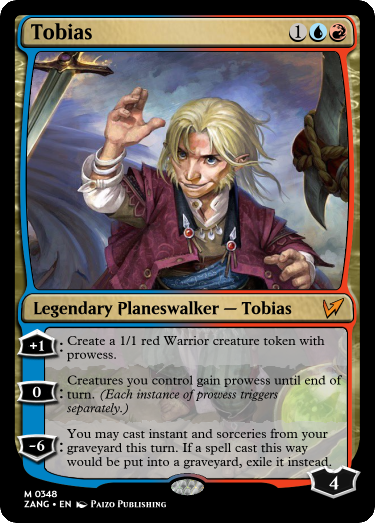 Tobias
1
Legendary Planeswalker — Tobias
+1: Create a 1/1 red Warrior creature token with
prowess.
0: Creatures you control gain prowess until end of
turn. (Each instance of prowess triggers
separately.)
-6: You may cast instant and sorceries from your
graveyard this turn. If a spell cast this way
would be put into a graveyard, exile it instead.
4
M 0348
ZANG • EN Paizo Publishing